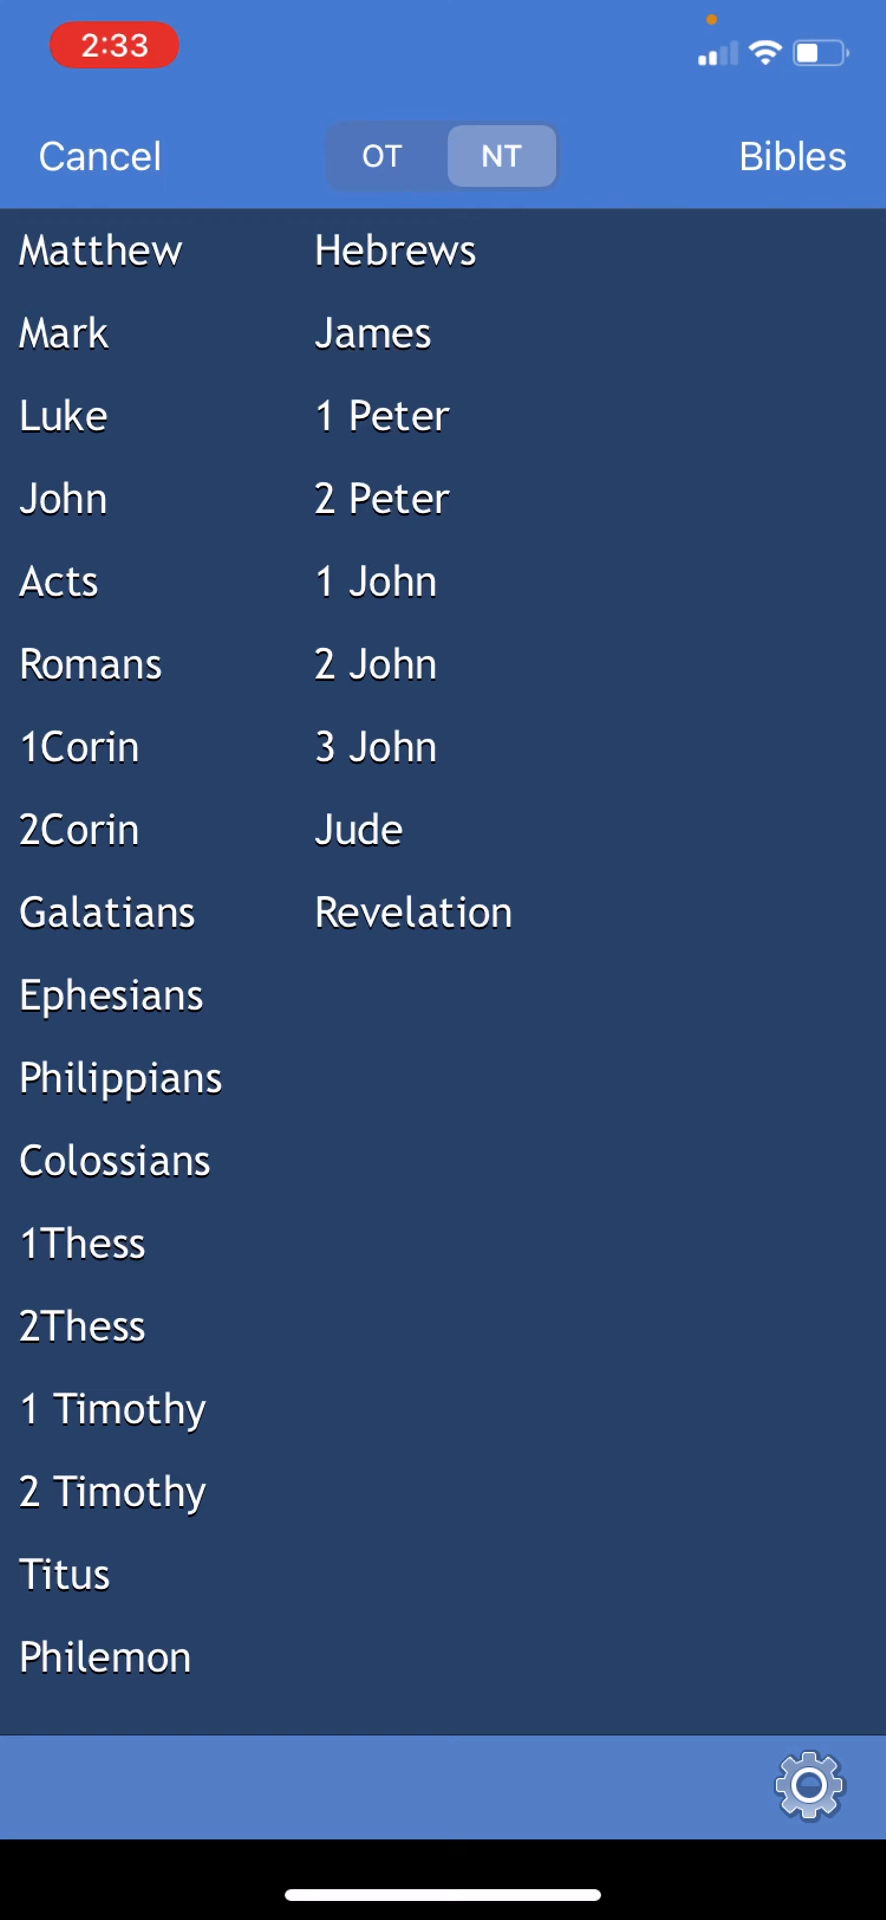 2:33
Cancel OT NT Bibles
Matthew
Mark
Luke
John
Acts
Romans
1Corin
2Corin
Galatians
Ephesians
Philippians
Colossians
1Thess
2Thess
1 Timothy
2 Timothy
Titus
Philemon
Hebrews
James
1 Peter
2 Peter
1 John
2 John
3 John
Jude
Revelation